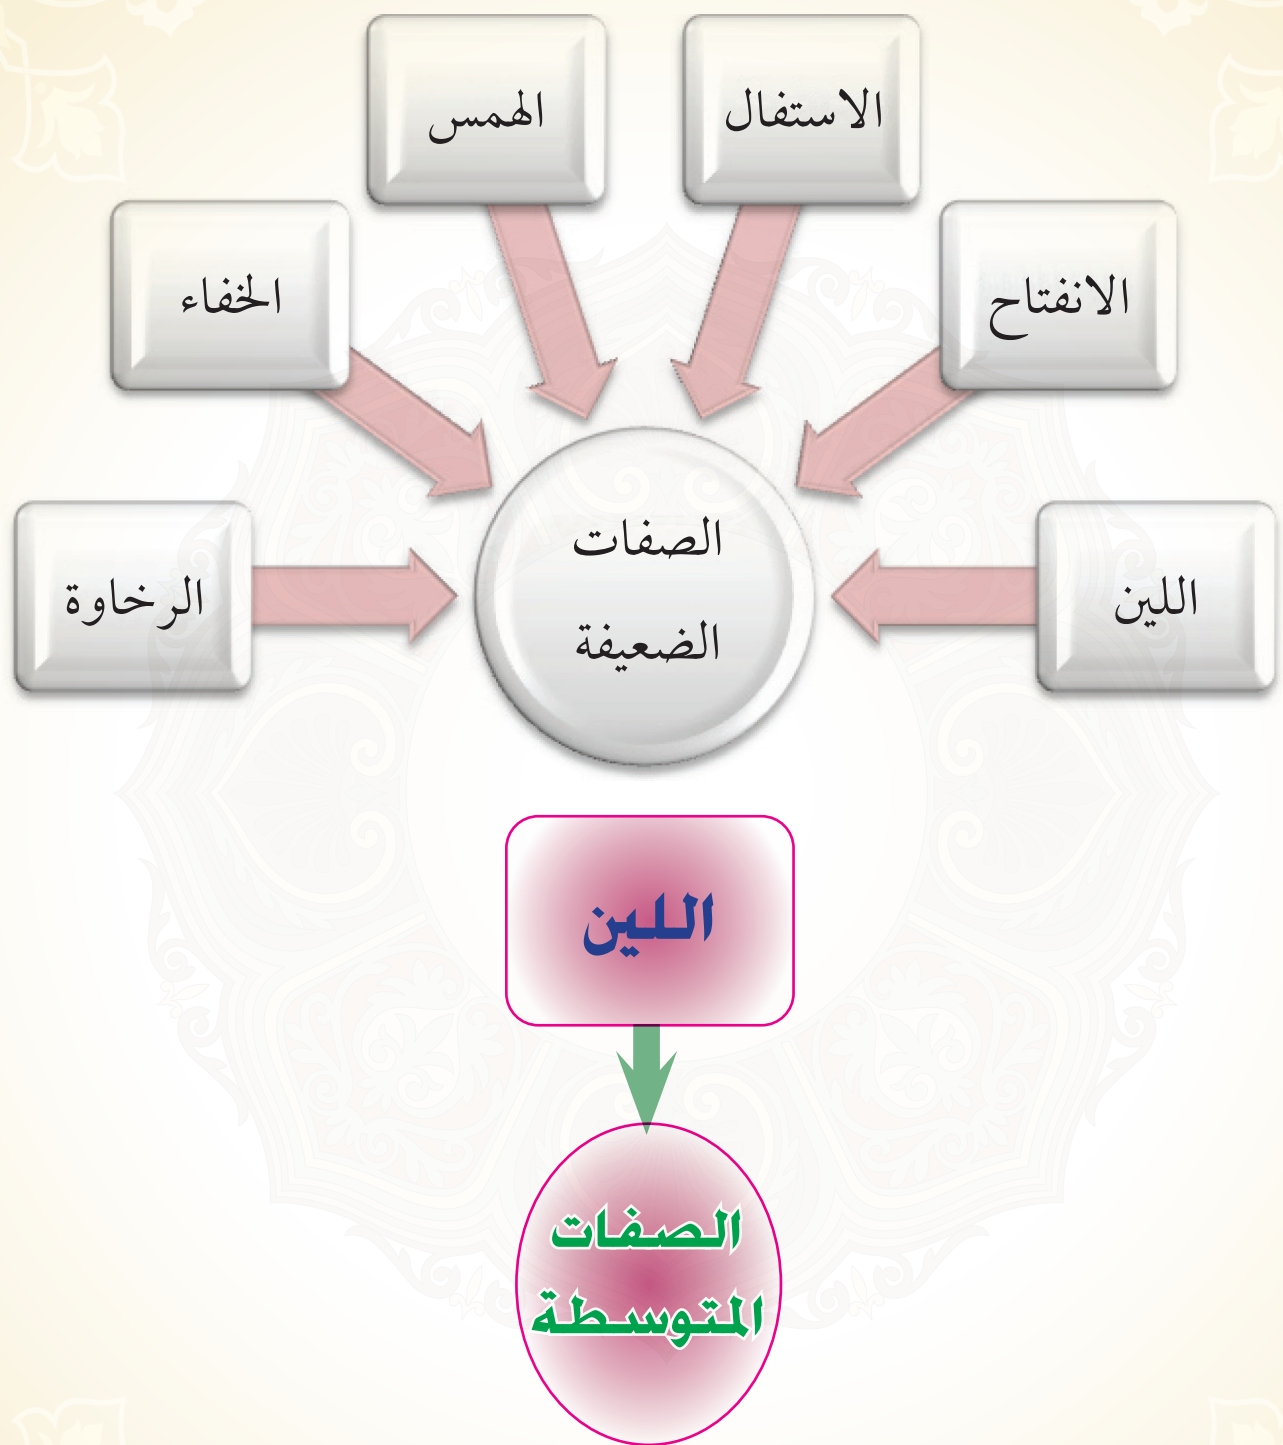 الاستفال
الهمس
الانفتاح
الخفاء
اللين
الرخاوة
الصفات
الضعيفة
اللين
الصفات
المتوسطة